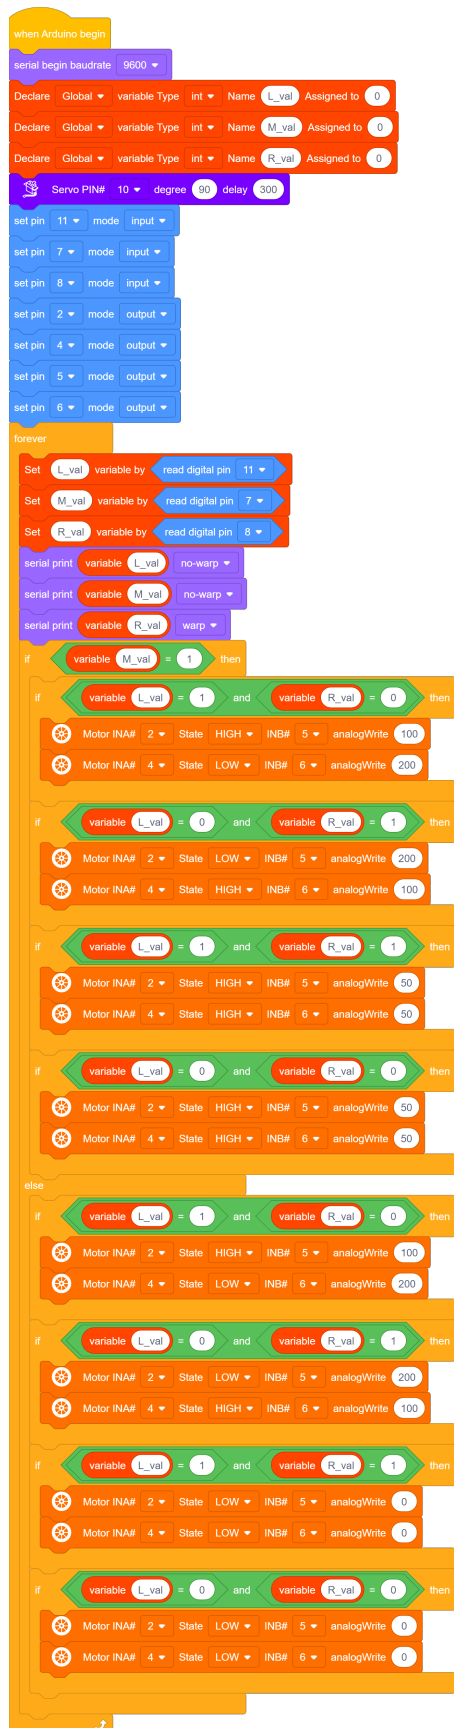 when Arduino begin
serial begin baudrate 9600
Declare Global variable Type int Name L_val Assigned to 0
Declare Global variable Type int Name M_val Assigned to 0
Declare Global variable Type int Name R_val Assigned to 0
Servo PIN# 10 degree 90 delay 300
set pin 11 mode input
set pin 7 mode input
set pin 8 mode input
set pin 2 mode output
set pin 4 mode output
set pin 5 mode output
set pin 6 mode output
forever
Set L_val variable by read digital pin 11
Set M_val variable by read digital pin 7
Set R_val variable by read digital pin 8
serial print variable L_val no-warp
serial print variable M_val no-warp
serial print variable R_val warp
if variable M_val = 1 then
if variable L_val = 1 and variable R_val = 0 then
Motor INA# 2 State HIGH INB# 5 analogWrite 100
Motor INA# 4 State LOW INB# 6 analogWrite 200
if variable L_val = 0 and variable R_val = 1 then
Motor INA# 2 State LOW INB# 5 analogWrite 200
Motor INA# 4 State HIGH INB# 6 analogWrite 100
if variable L_val = 1 and variable R_val = 1 then
Motor INA# 2 State HIGH INB# 5 analogWrite 50
Motor INA# 4 State HIGH INB# 6 analogWrite 50
if variable L_val = 0 and variable R_val = 0 then
Motor INA# 2 State HIGH INB# 5 analogWrite 50
Motor INA# 4 State HIGH INB# 6 analogWrite 50
else
if variable L_val = 1 and variable R_val = 0 then
Motor INA# 2 State HIGH INB# 5 analogWrite 100
Motor INA# 4 State LOW INB# 6 analogWrite 200
if variable L_val = 0 and variable R_val = 1 then
Motor INA# 2 State LOW INB# 5 analogWrite 200
Motor INA# 4 State HIGH INB# 6 analogWrite 100
if variable L_val = 1 and variable R_val = 1 then
Motor INA# 2 State LOW INB# 5 analogWrite 0
Motor INA# 4 State LOW INB# 6 analogWrite 0
if variable L_val = 0 and variable R_val = 0 then
Motor INA# 2 State LOW INB# 5 analogWrite 0
Motor INA# 4 State LOW INB# 6 analogWrite 0